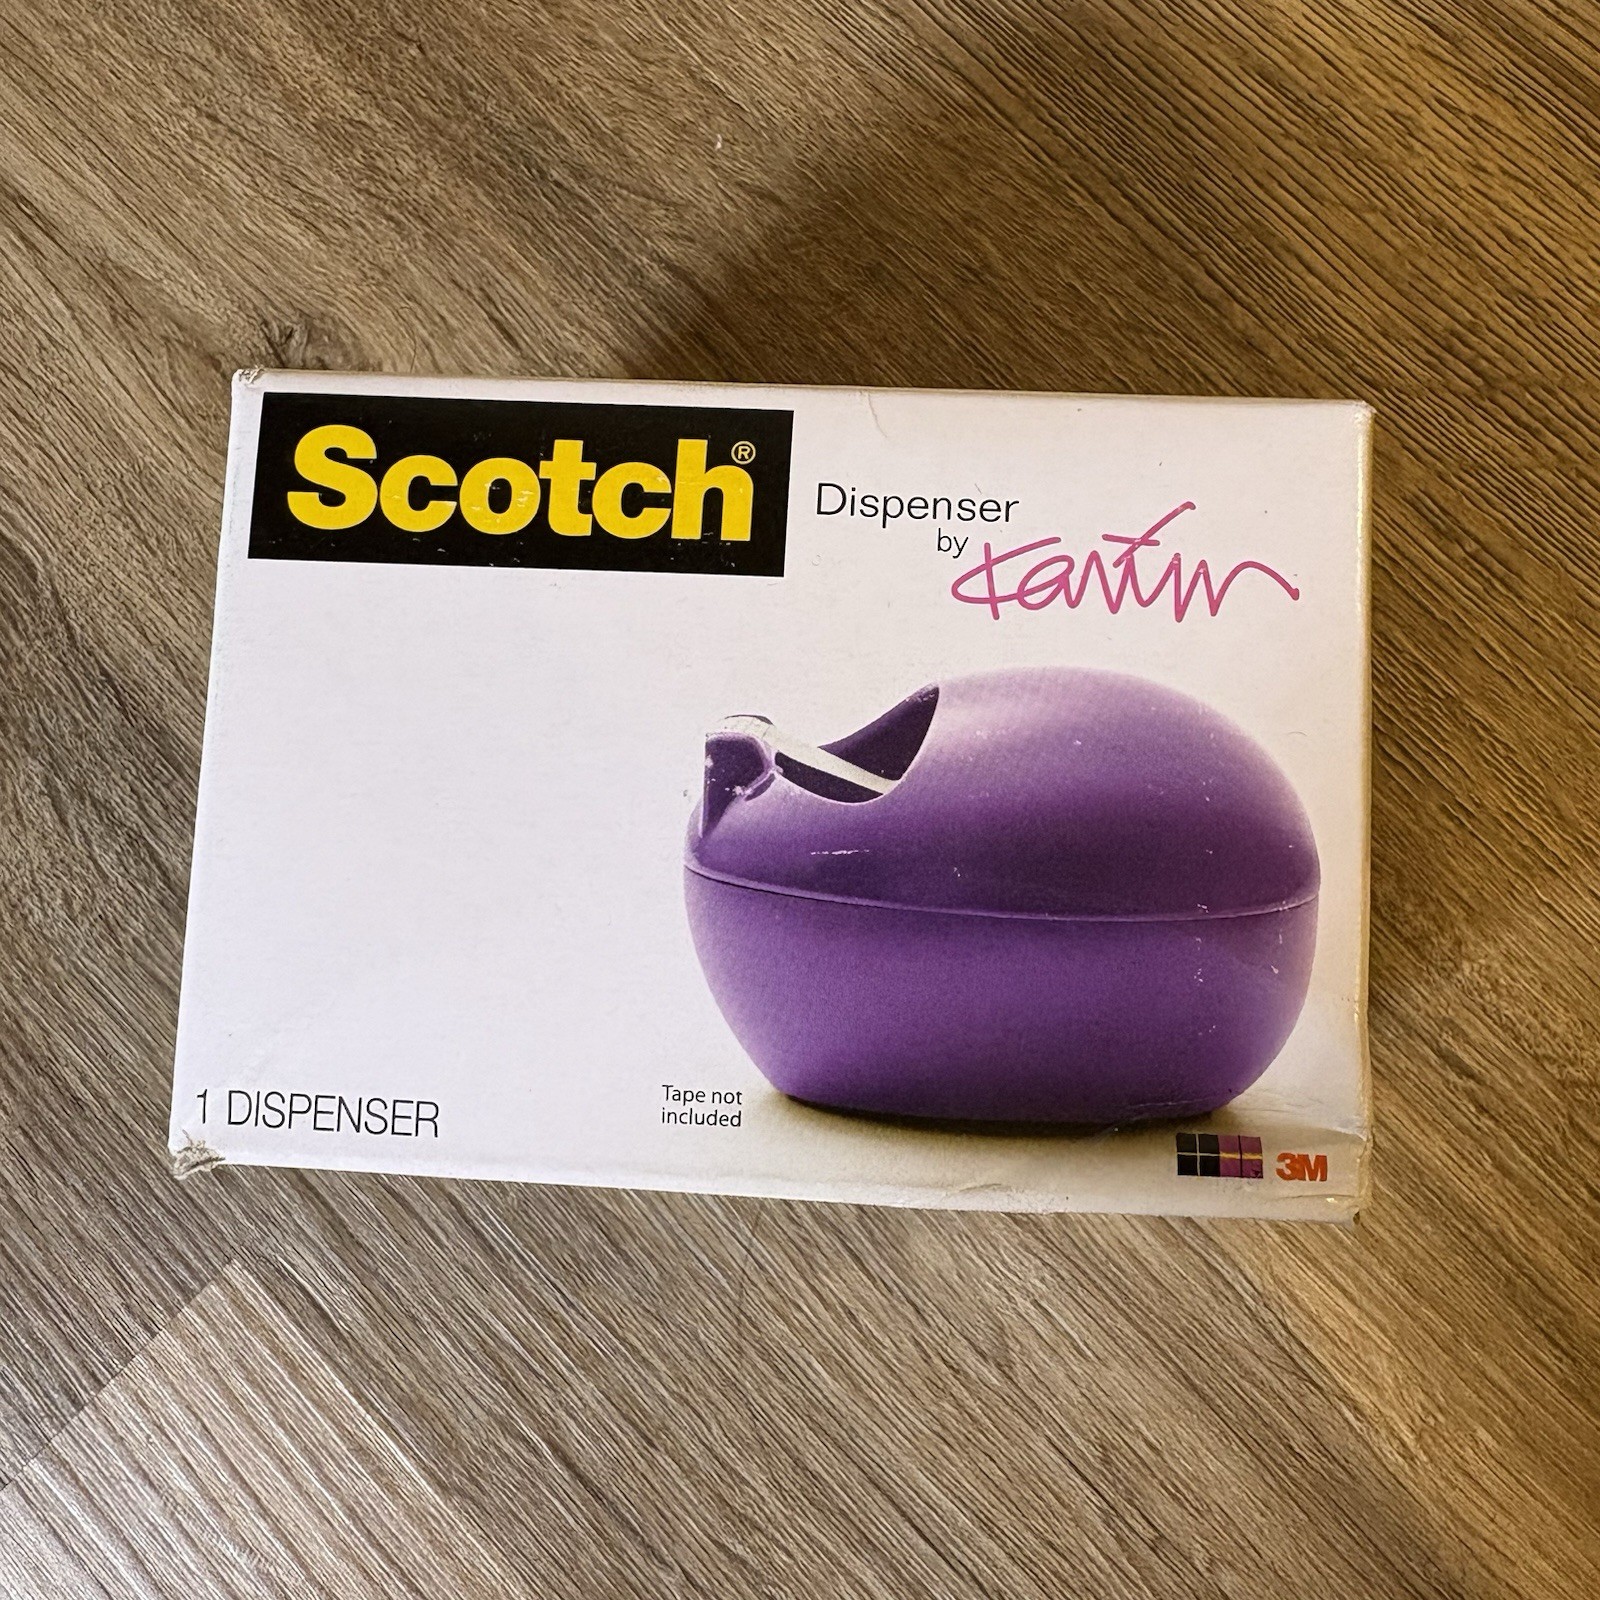 Scotch®
Dispenser
by Karim
1 DISPENSER
Tape not
included
3M